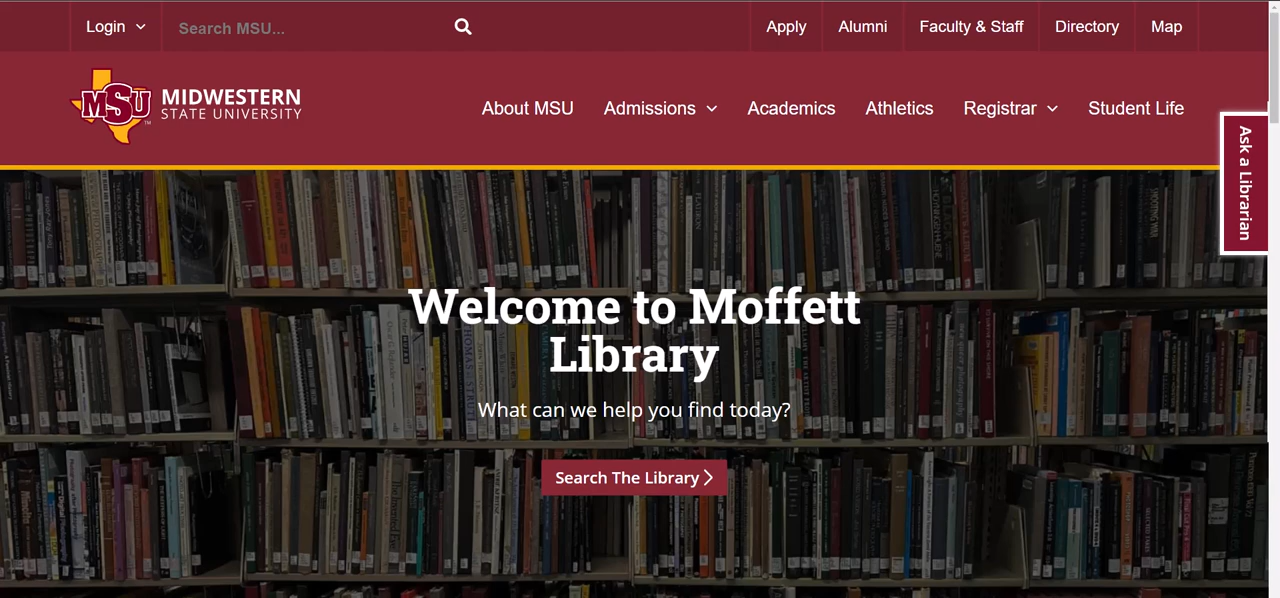 Login
Search MSU...
Apply
Alumni
Faculty & Staff
Directory
Map
MSU
TM
MIDWESTERN
STATE UNIVERSITY
About MSU
Admissions
Academics
Athletics
Registrar
Student Life
Ask a Librarian
Welcome to Moffett
Library
What can we help you find today?
Search The Library